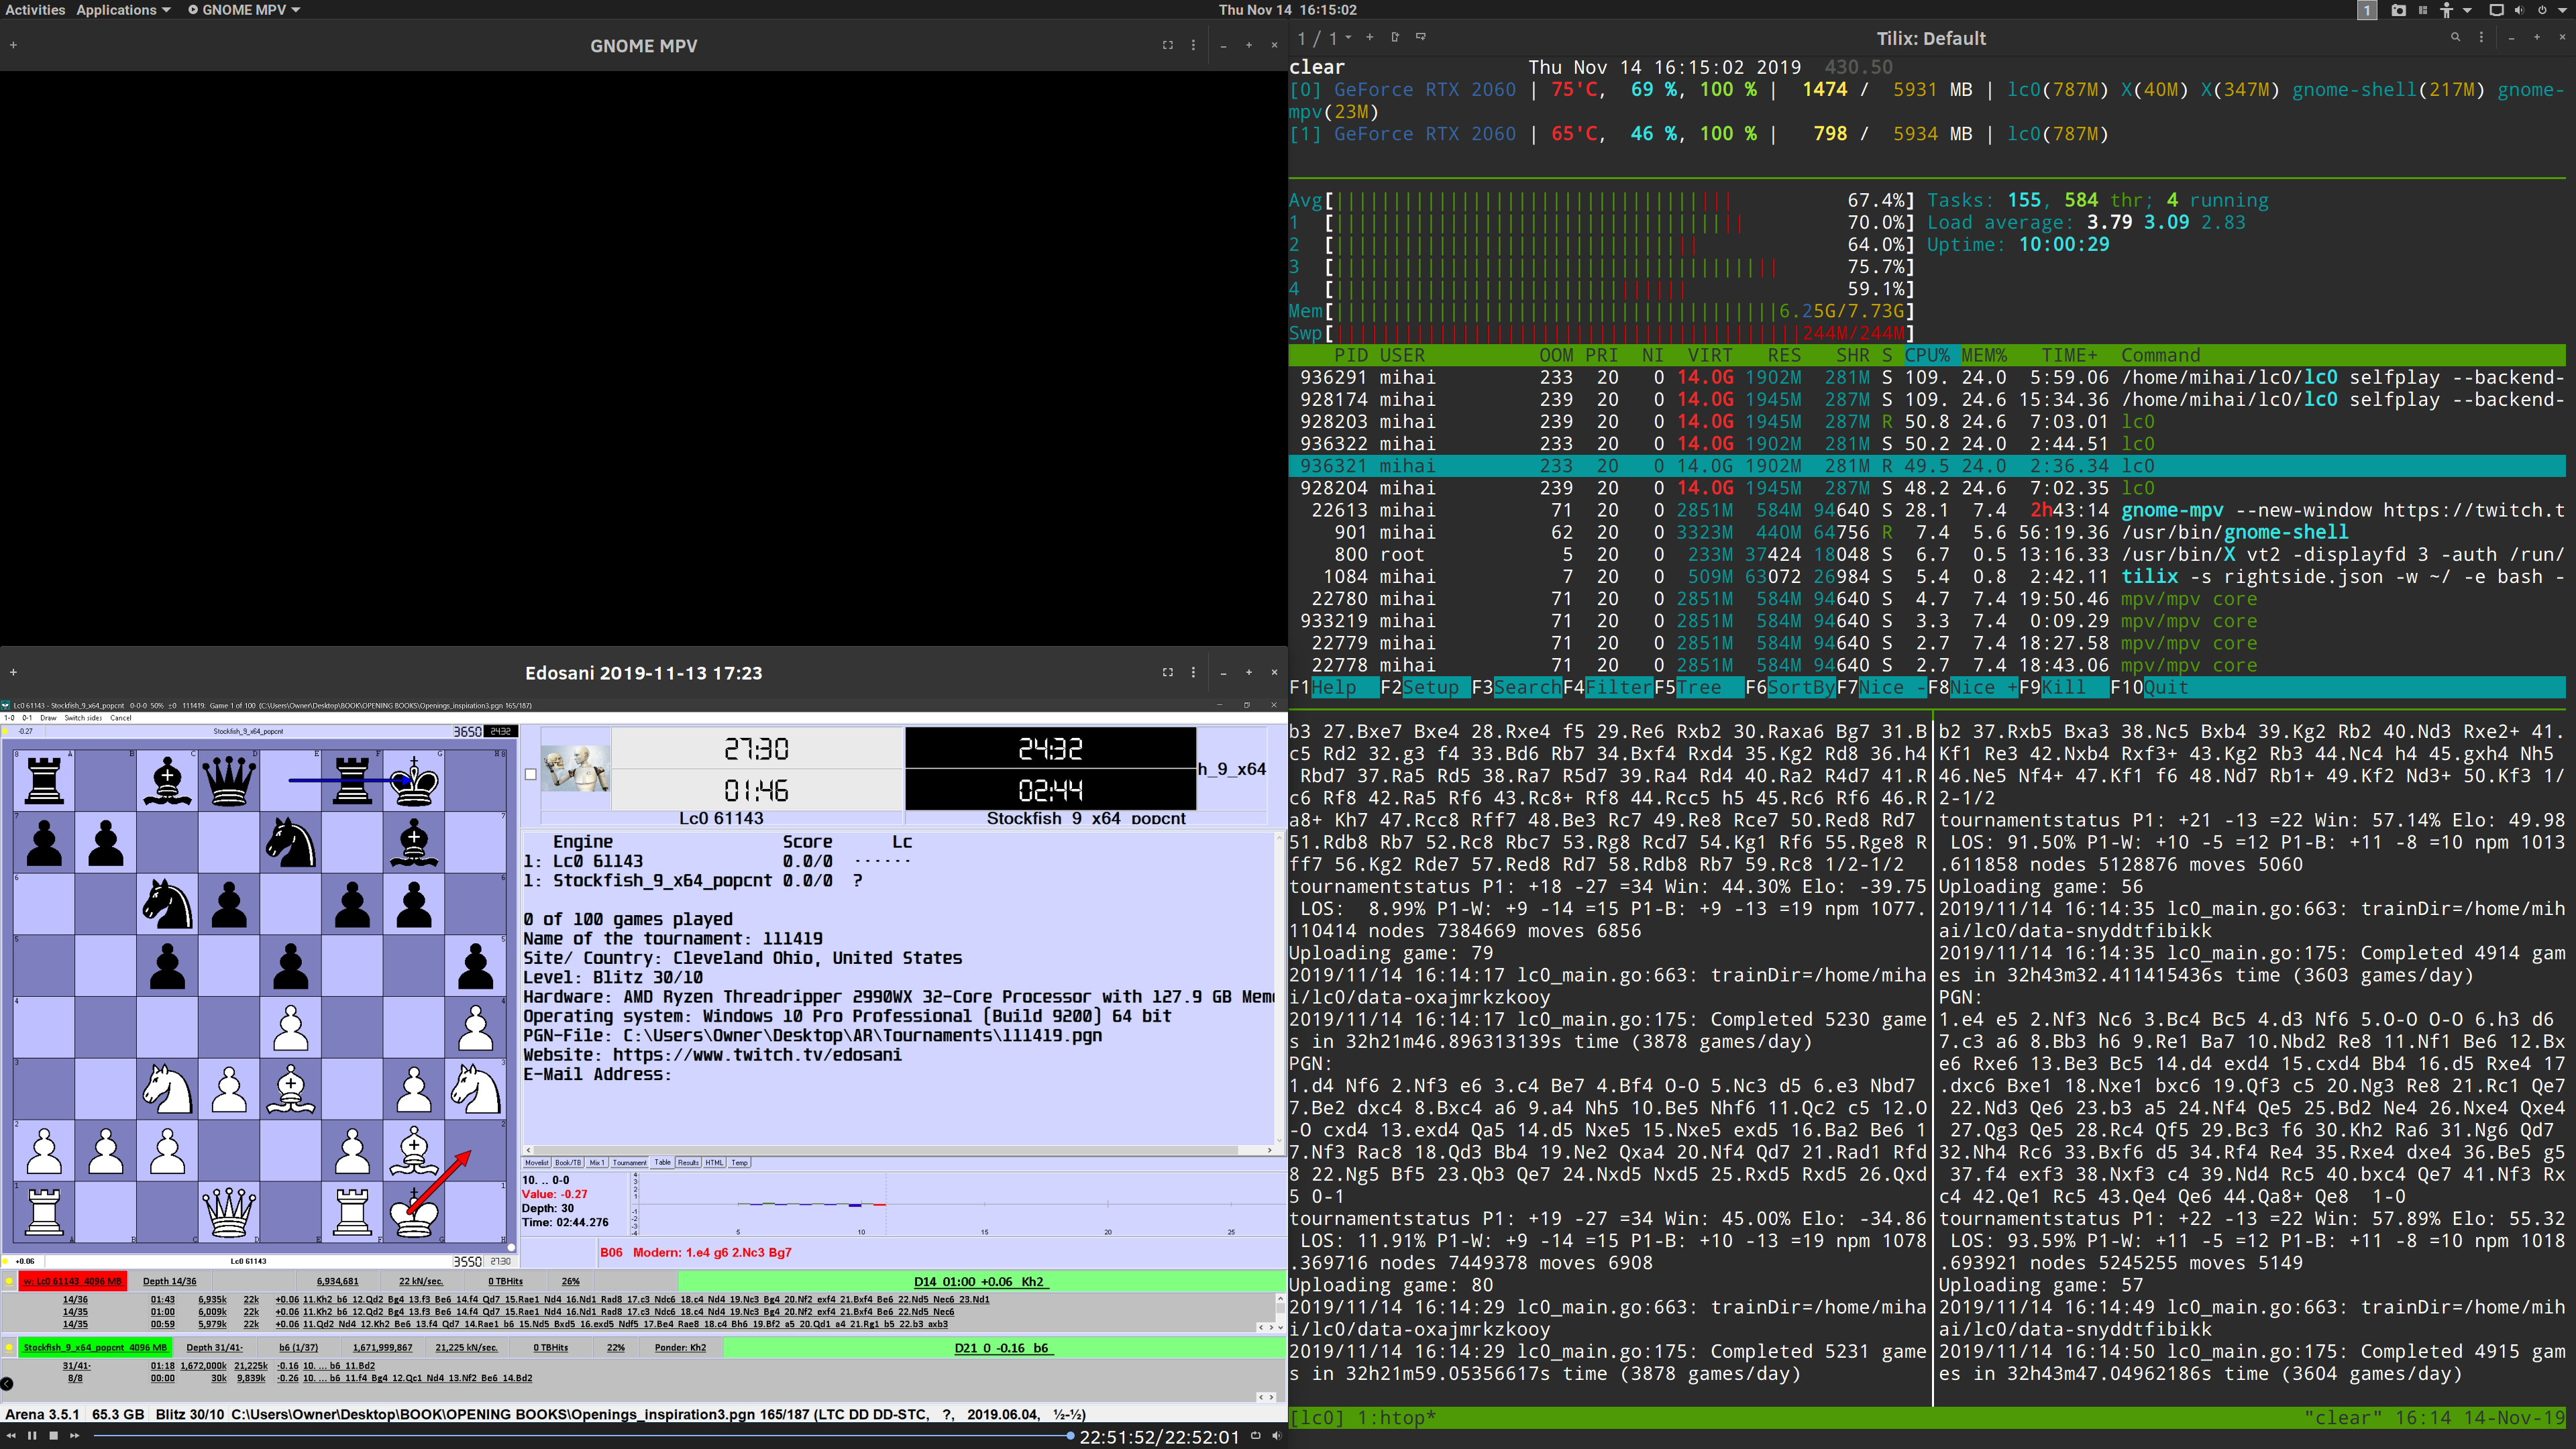 Activities Applications GNOME MPV Thu Nov 14 16:15:02 1
GNOME MPV
1 / 1 Tilix: Default
clear Thu Nov 14 16:15:02 2019 430.50
[0] GeForce RTX 2060 | 75'C, 69 %, 100 % | 1474 / 5931 MB | lc0(787M) X(40M) X(347M) gnome-shell(217M) gnome-
mpv(23M)
[1] GeForce RTX 2060 | 65'C, 46 %, 100 % | 798 / 5934 MB | lc0(787M)
Avg[ 67.4%] Tasks: 155, 584 thr; 4 running
1 [ 70.0%] Load average: 3.79 3.09 2.83
2 [ 64.0%] Uptime: 10:00:29
3 [ 75.7%]
4 [ 59.1%]
Mem[ 6.25G/7.73G]
Swp[ 244M/244M]
PID USER OOM PRI NI VIRT RES SHR S CPU% MEM% TIME+ Command
936291 mihai 233 20 0 14.0G 1902M 281M S 109. 24.0 5:59.06 /home/mihai/lc0/lc0 selfplay --backend-
928174 mihai 239 20 0 14.0G 1945M 287M S 109. 24.6 15:34.36 /home/mihai/lc0/lc0 selfplay --backend-
928203 mihai 239 20 0 14.0G 1945M 287M R 50.8 24.6 7:03.01 lc0
936322 mihai 233 20 0 14.0G 1902M 281M S 50.2 24.0 2:44.51 lc0
936321 mihai 233 20 0 14.0G 1902M 281M R 49.5 24.0 2:36.34 lc0
928204 mihai 239 20 0 14.0G 1945M 287M S 48.2 24.6 7:02.35 lc0
22613 mihai 71 20 0 2851M 584M 94640 S 28.1 7.4 2h43:14 gnome-mpv --new-window https://twitch.t
901 mihai 62 20 0 3323M 440M 64756 R 7.4 5.6 56:19.36 /usr/bin/gnome-shell
800 root 5 20 0 233M 37424 18048 S 6.7 0.5 13:16.33 /usr/bin/X vt2 -displayfd 3 -auth /run/
1084 mihai 7 20 0 509M 63072 26984 S 5.4 0.8 2:42.11 tilix -s rightside.json -w ~/ -e bash -
22780 mihai 71 20 0 2851M 584M 94640 S 4.7 7.4 19:50.46 mpv/mpv core
933219 mihai 71 20 0 2851M 584M 94640 S 3.3 7.4 0:09.29 mpv/mpv core
22779 mihai 71 20 0 2851M 584M 94640 S 2.7 7.4 18:27.58 mpv/mpv core
22778 mihai 71 20 0 2851M 584M 94640 S 2.7 7.4 18:43.06 mpv/mpv core
F1Help F2Setup F3SearchF4FilterF5Tree F6SortByF7Nice -F8Nice +F9Kill F10Quit
b3 27.Bxe7 Bxe4 28.Rxe4 f5 29.Re6 Rxb2 30.Raxa6 Bg7 31.B
c5 Rd2 32.g3 f4 33.Bd6 Rb7 34.Bxf4 Rxd4 35.Kg2 Rd8 36.h4
Rbd7 37.Ra5 Rd5 38.Ra7 R5d7 39.Ra4 Rd4 40.Ra2 R4d7 41.R
c6 Rf8 42.Ra5 Rf6 43.Rc8+ Rf8 44.Rcc5 h5 45.Rc6 Rf6 46.R
a8+ Kh7 47.Rcc8 Rff7 48.Be3 Rc7 49.Re8 Rce7 50.Red8 Rd7
51.Rdb8 Rb7 52.Rc8 Rbc7 53.Rg8 Rcd7 54.Kg1 Rf6 55.Rge8 R
ff7 56.Kg2 Rde7 57.Red8 Rd7 58.Rdb8 Rb7 59.Rc8 1/2-1/2
tournamentstatus P1: +18 -27 =34 Win: 44.30% Elo: -39.75
LOS: 8.99% P1-W: +9 -14 =15 P1-B: +9 -13 =19 npm 1077.
110414 nodes 7384669 moves 6856
Uploading game: 79
2019/11/14 16:14:17 lc0_main.go:663: trainDir=/home/miha
i/lc0/data-oxajmrkzkooy
2019/11/14 16:14:17 lc0_main.go:175: Completed 5230 game
s in 32h21m46.896313139s time (3878 games/day)
PGN:
1.d4 Nf6 2.Nf3 e6 3.c4 Be7 4.Bf4 O-O 5.Nc3 d5 6.e3 Nbd7
7.Be2 dxc4 8.Bxc4 a6 9.a4 Nh5 10.Be5 Nhf6 11.Qc2 c5 12.O
-O cxd4 13.exd4 Qa5 14.d5 Nxe5 15.Nxe5 exd5 16.Ba2 Be6 1
7.Nf3 Rac8 18.Qd3 Bb4 19.Ne2 Qxa4 20.Nf4 Qd7 21.Rad1 Rfd
8 22.Ng5 Bf5 23.Qb3 Qe7 24.Nxd5 Nxd5 25.Rxd5 Rxd5 26.Qxd
5 0-1
tournamentstatus P1: +19 -27 =34 Win: 45.00% Elo: -34.86
LOS: 11.91% P1-W: +9 -14 =15 P1-B: +10 -13 =19 npm 1078
.369716 nodes 7449378 moves 6908
Uploading game: 80
2019/11/14 16:14:29 lc0_main.go:663: trainDir=/home/miha
i/lc0/data-oxajmrkzkooy
2019/11/14 16:14:29 lc0_main.go:175: Completed 5231 game
s in 32h21m59.05356617s time (3878 games/day)
b2 37.Rxb5 Bxa3 38.Nc5 Bxb4 39.Kg2 Rb2 40.Nd3 Rxe2+ 41.
Kf1 Re3 42.Nxb4 Rxf3+ 43.Kg2 Rb3 44.Nc4 h4 45.gxh4 Nh5
46.Ne5 Nf4+ 47.Kf1 f6 48.Nd7 Rb1+ 49.Kf2 Nd3+ 50.Kf3 1/
2-1/2
tournamentstatus P1: +21 -13 =22 Win: 57.14% Elo: 49.98
LOS: 91.50% P1-W: +10 -5 =12 P1-B: +11 -8 =10 npm 1013
.611858 nodes 5128876 moves 5060
Uploading game: 56
2019/11/14 16:14:35 lc0_main.go:663: trainDir=/home/mih
ai/lc0/data-snyddtfibikk
2019/11/14 16:14:35 lc0_main.go:175: Completed 4914 gam
es in 32h43m32.411415436s time (3603 games/day)
PGN:
1.e4 e5 2.Nf3 Nc6 3.Bc4 Bc5 4.d3 Nf6 5.O-O O-O 6.h3 d6
7.c3 a6 8.Bb3 h6 9.Re1 Ba7 10.Nbd2 Re8 11.Nf1 Be6 12.Bx
e6 Rxe6 13.Be3 Bc5 14.d4 exd4 15.cxd4 Bb4 16.d5 Rxe4 17
.dxc6 Bxe1 18.Nxe1 bxc6 19.Qf3 c5 20.Ng3 Re8 21.Rc1 Qe7
22.Nd3 Qe6 23.b3 a5 24.Nf4 Qe5 25.Bd2 Ne4 26.Nxe4 Qxe4
27.Qg3 Qe5 28.Rc4 Qf5 29.Bc3 f6 30.Kh2 Ra6 31.Ng6 Qd7
32.Nh4 Rc6 33.Bxf6 d5 34.Rf4 Re4 35.Rxe4 dxe4 36.Be5 g5
37.f4 exf3 38.Nxf3 c4 39.Nd4 Rc5 40.bxc4 Qe7 41.Nf3 Rx
c4 42.Qe1 Rc5 43.Qe4 Qe6 44.Qa8+ Qe8 1-0
tournamentstatus P1: +22 -13 =22 Win: 57.89% Elo: 55.32
LOS: 93.59% P1-W: +11 -5 =12 P1-B: +11 -8 =10 npm 1018
.693921 nodes 5245255 moves 5149
Uploading game: 57
2019/11/14 16:14:49 lc0_main.go:663: trainDir=/home/mih
ai/lc0/data-snyddtfibikk
2019/11/14 16:14:50 lc0_main.go:175: Completed 4915 gam
es in 32h43m47.04962186s time (3604 games/day)
[lc0] 1:htop* "clear" 16:14 14-Nov-19
Edosani 2019-11-13 17:23
Lc0 61143 - Stockfish_9_x64_popcnt 0-0-0 50% ±0 111419: Game 1 of 100 (C:\Users\Owner\Desktop\BOOK\OPENING BOOKS\Openings_inspiration3.pgn 165/187)
1-0 0-1 Draw Switch sides Cancel
-0.27 Stockfish_9_x64_popcnt 3650 24:32
27:30 24:32
h_9_x64
01:46 02:44
Lc0 61143 Stockfish 9 x64 popcnt
Engine Score Lc
1: Lc0 61143 0.0/0 ······
1: Stockfish_9_x64_popcnt 0.0/0 ?
0 of 100 games played
Name of the tournament: 111419
Site/ Country: Cleveland Ohio, United States
Level: Blitz 30/10
Hardware: AMD Ryzen Threadripper 2990WX 32-Core Processor with 127.9 GB Mem
Operating system: Windows 10 Pro Professional (Build 9200) 64 bit
PGN-File: C:\Users\Owner\Desktop\AR\Tournaments\111419.pgn
Website: https://www.twitch.tv/edosani
E-Mail Address:
Movelist Book/TB Mix 1 Tournament Table Results HTML Temp
10. .. 0-0
Value: -0.27
Depth: 30
Time: 02:44.276
5 10 15 20 25
B06 Modern: 1.e4 g6 2.Nc3 Bg7
+0.06 Lc0 61143 3550 27:30
w: Lc0 61143 4096 MB Depth 14/36 6,934,681 22 kN/sec. 0 TBHits 26% D14 01:00 +0.06 Kh2
14/36 01:43 6,935k 22k +0.06 11.Kh2 b6 12.Qd2 Bg4 13.f3 Be6 14.f4 Qd7 15.Rae1 Nd4 16.Nd1 Rad8 17.c3 Ndc6 18.c4 Nd4 19.Nc3 Bg4 20.Nf2 exf4 21.Bxf4 Be6 22.Nd5 Nec6 23.Nd1
14/35 01:00 6,009k 22k +0.06 11.Kh2 b6 12.Qd2 Bg4 13.f3 Be6 14.f4 Qd7 15.Rae1 Nd4 16.Nd1 Rad8 17.c3 Ndc6 18.c4 Nd4 19.Nc3 Bg4 20.Nf2 exf4 21.Bxf4 Be6 22.Nd5 Nec6
14/35 00:59 5,979k 22k +0.06 11.Qd2 Nd4 12.Kh2 Be6 13.f4 Qd7 14.Rae1 b6 15.Nd5 Bxd5 16.exd5 Ndf5 17.Be4 Rae8 18.c4 Bh6 19.Bf2 a5 20.Qd1 a4 21.Rg1 b5 22.b3 axb3
Stockfish_9_x64_popcnt 4096 MB Depth 31/41- b6 (1/37) 1,671,999,867 21,225 kN/sec. 0 TBHits 22% Ponder: Kh2 D21 0 -0.16 b6
31/41- 01:18 1,672,000k 21,225k -0.16 10. ... b6 11.Bd2
8/8 00:00 30k 9,839k -0.26 10. ... b6 11.f4 Bg4 12.Qc1 Nd4 13.Nf2 Be6 14.Bd2
Arena 3.5.1 65.3 GB Blitz 30/10 C:\Users\Owner\Desktop\BOOK\OPENING BOOKS\Openings_inspiration3.pgn 165/187 (LTC DD DD-STC, ?, 2019.06.04, ½-½)
22:51:52/22:52:01